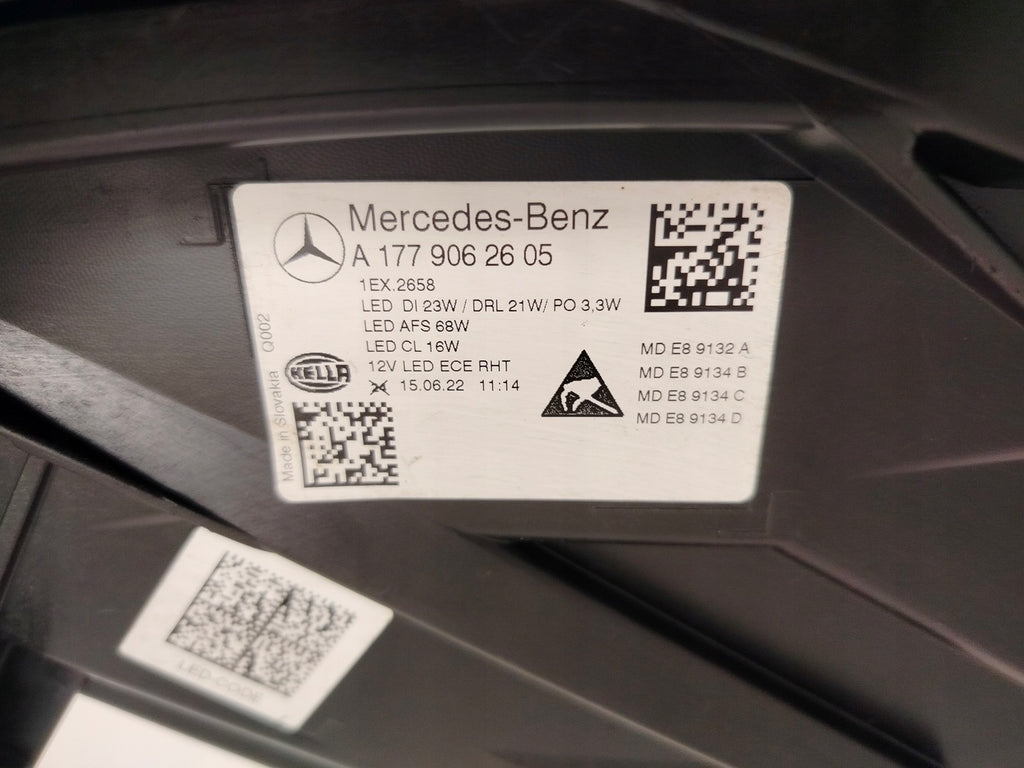 Mercedes-Benz
A 177 906 26 05
1EX.2658
LED DI 23W / DRL 21W/ PO 3,3W
LED AFS 68W
LED CL 16W
12V LED ECE RHT
24 15.06.22 11:14
HELLA
Made in Slovakia Q002
MD E8 9132 A
MD E8 9134 B
MD E8 9134 C
MD E8 9134 D
LED-CODE